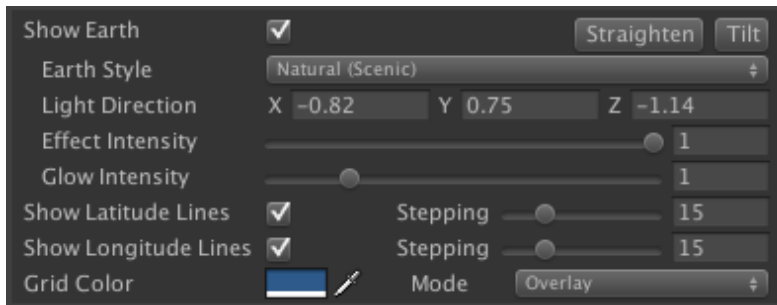 Show Earth Straighten Tilt
Earth Style Natural (Scenic)
Light Direction X -0.82 Y 0.75 Z -1.14
Effect Intensity 1
Glow Intensity 1
Show Latitude Lines Stepping 15
Show Longitude Lines Stepping 15
Grid Color Mode Overlay